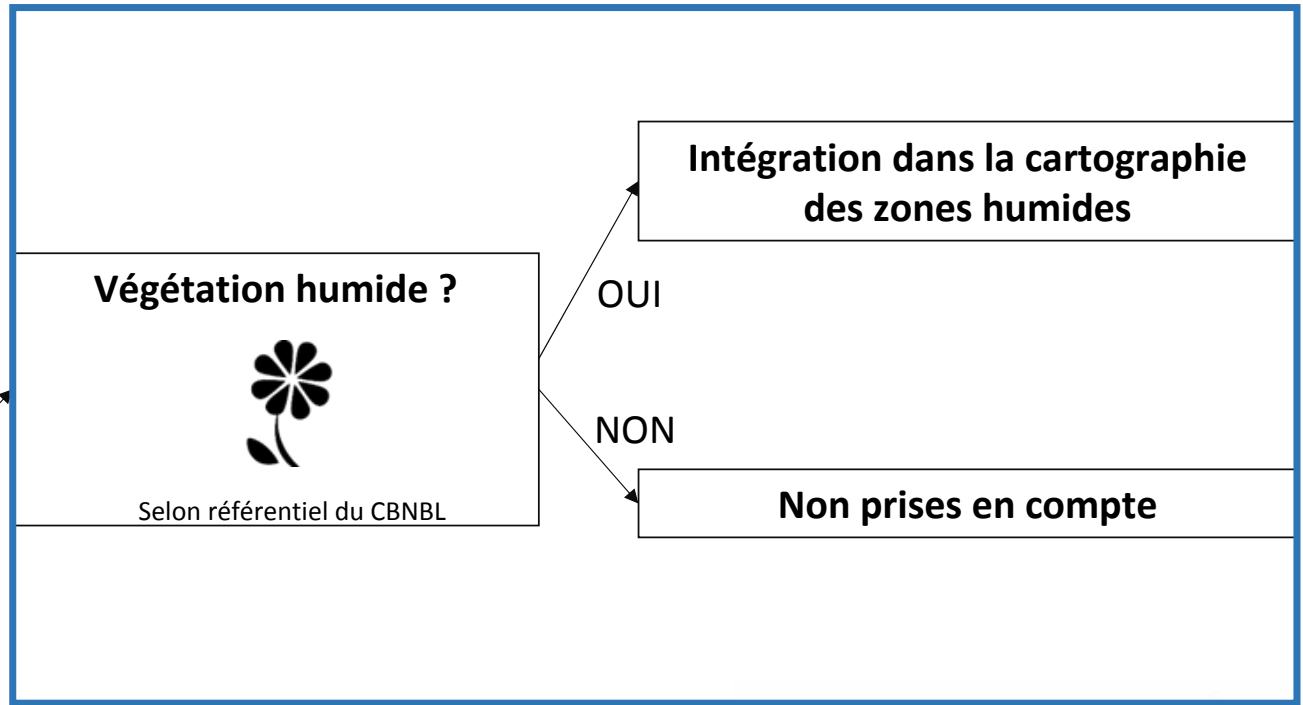 Intégration dans la cartographie
des zones humides
Végétation humide ?
OUI
NON
Selon référentiel du CBNBL
Non prises en compte